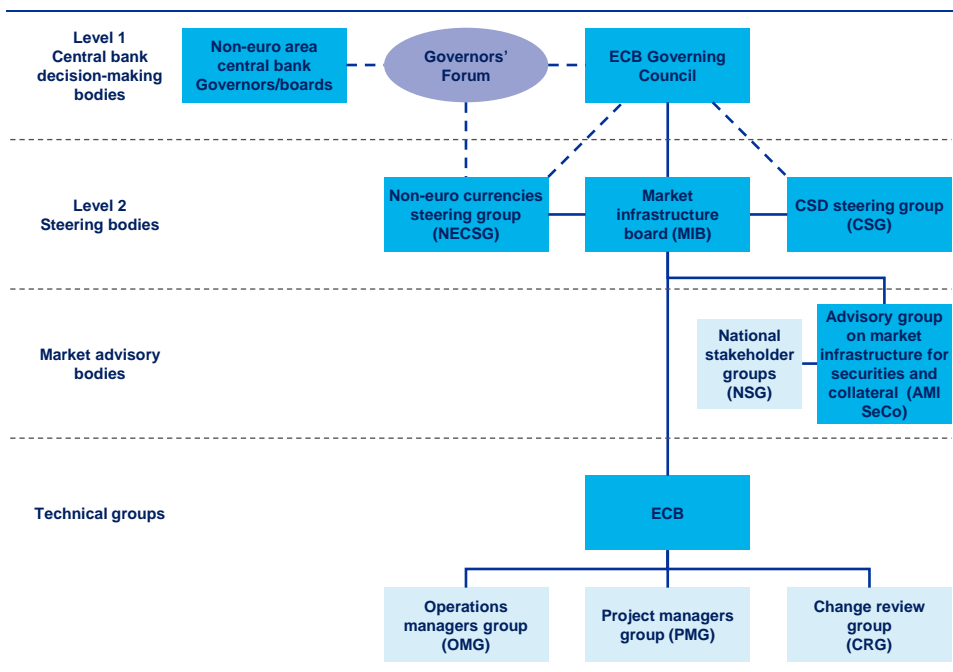 Level 1
Central bank
decision-making
bodies
Non-euro area
central bank
Governors/boards
Governors'
Forum
ECB Governing
Council
Level 2
Steering bodies
Non-euro currencies
steering group
(NECSG)
Market
infrastructure
board (MIB)
CSD steering group
(CSG)
Market advisory
bodies
National
stakeholder
groups
(NSG)
Advisory group
on market
infrastructure for
securities and
collateral (AMI
SeCo)
Technical groups
ECB
Operations
managers group
(OMG)
Project managers
group (PMG)
Change review
group
(CRG)